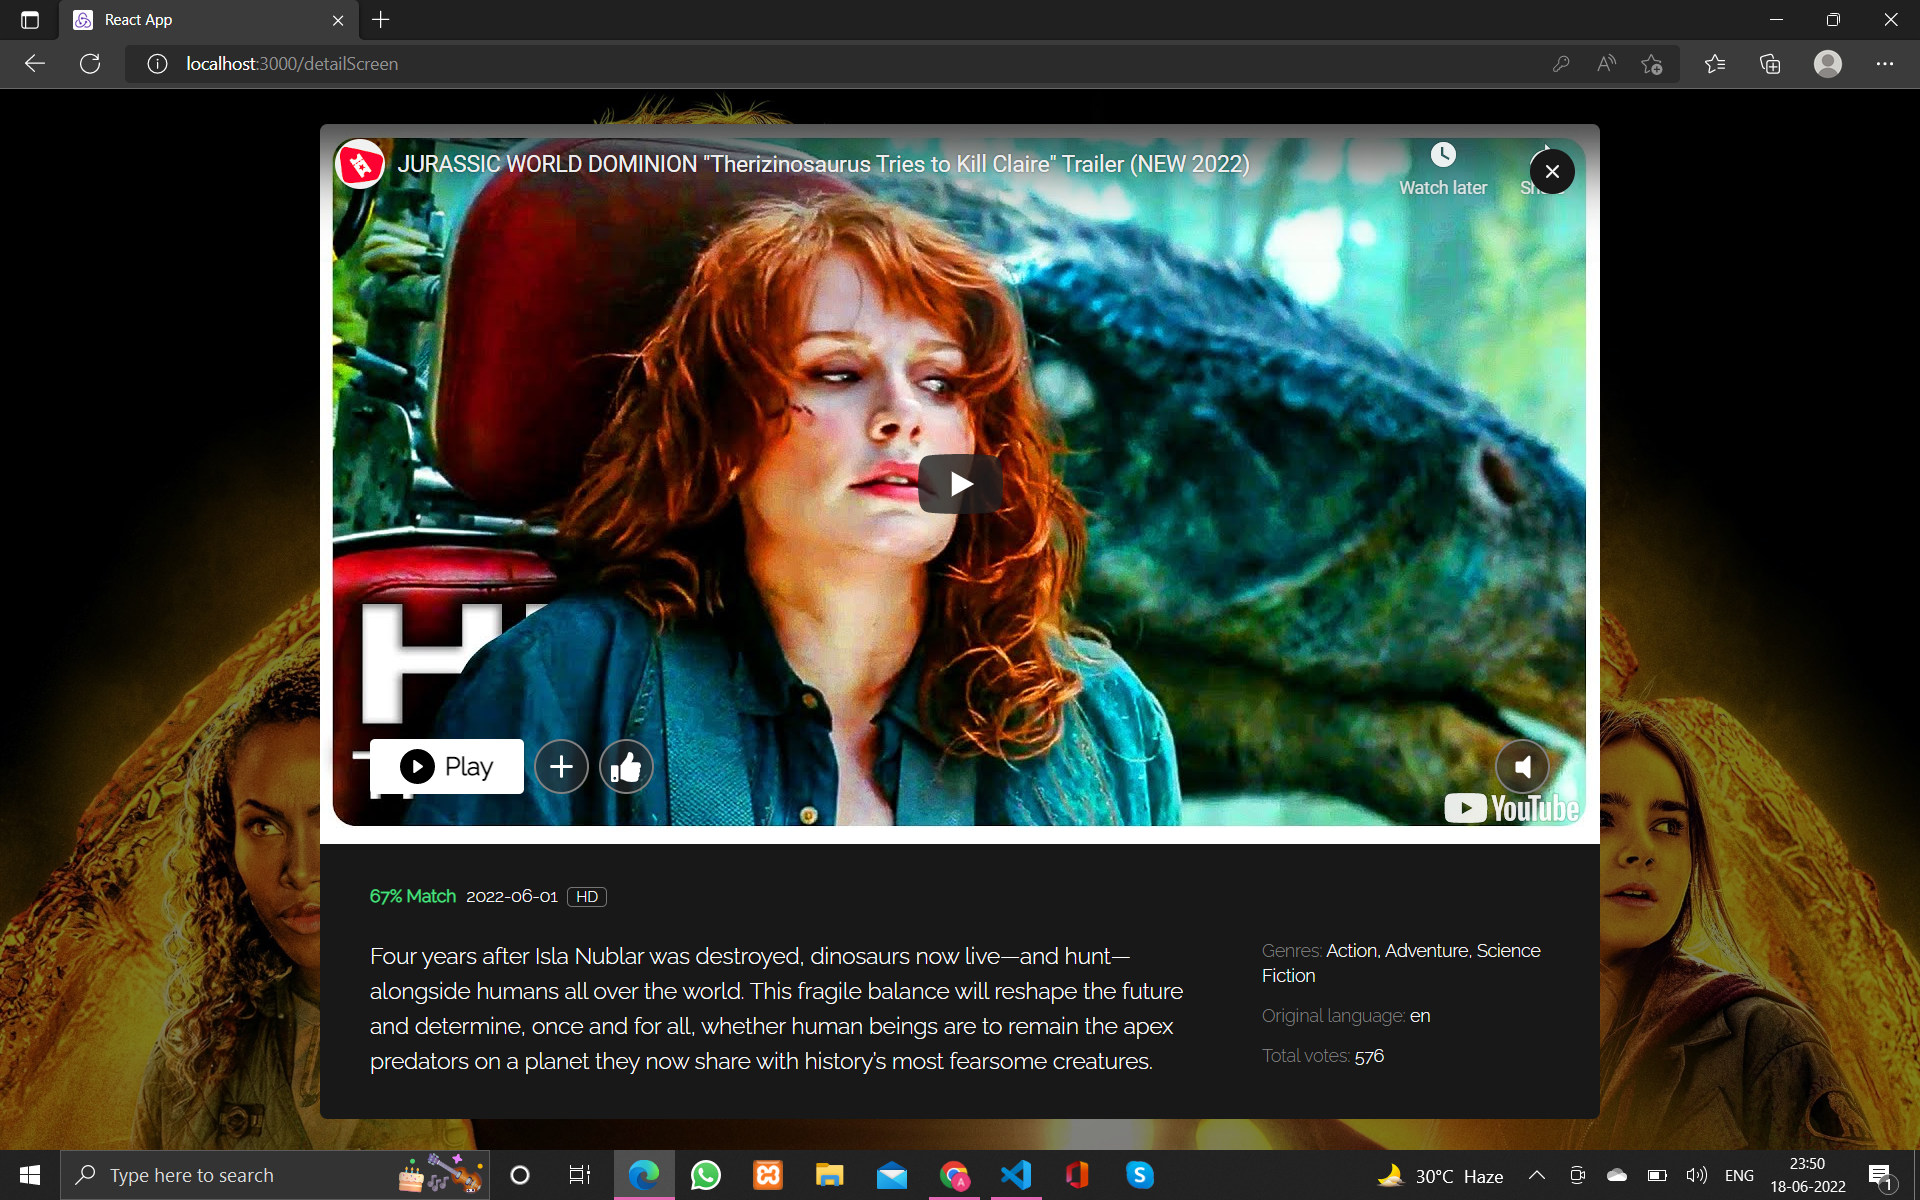 React App
localhost:3000/detailScreen
JURASSIC WORLD DOMINION "Therizinosaurus Tries to Kill Claire" Trailer (NEW 2022)
Watch later
Play
YouTube
67% Match 2022-06-01 HD
Four years after Isla Nublar was destroyed, dinosaurs now live—and hunt—
alongside humans all over the world. This fragile balance will reshape the future
and determine, once and for all, whether human beings are to remain the apex
predators on a planet they now share with history's most fearsome creatures.
Genres: Action, Adventure, Science
Fiction
Original language: en
Total votes: 576
Type here to search
30°C Haze
ENG
23:50
18-06-2022
1